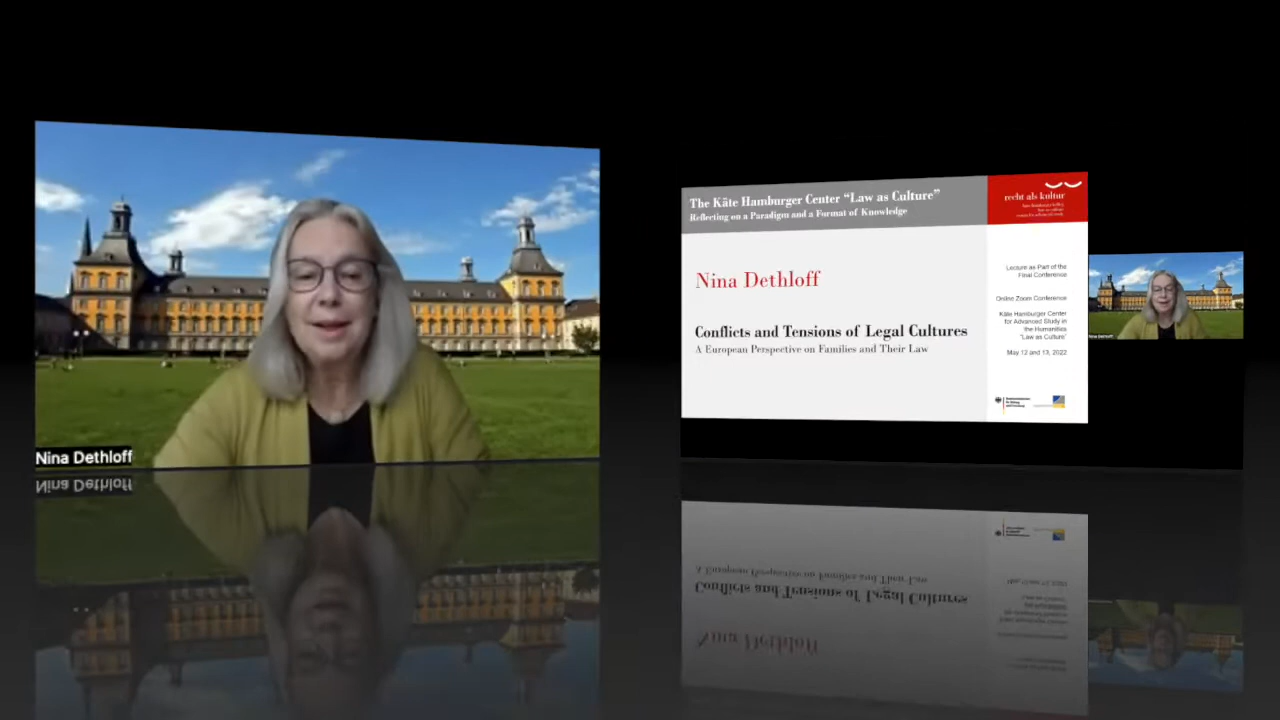 Nina Dethloff
The Käte Hamburger Center “Law as Culture”
Reflecting on a Paradigm and a Format of Knowledge
recht als kultur
Nina Dethloff
Conflicts and Tensions of Legal Cultures
A European Perspective on Families and Their Law
Lecture as Part of the
Final Conference
Online Zoom Conference
Käte Hamburger Center
for Advanced Study in
the Humanities
“Law as Culture”
May 12 and 13, 2022